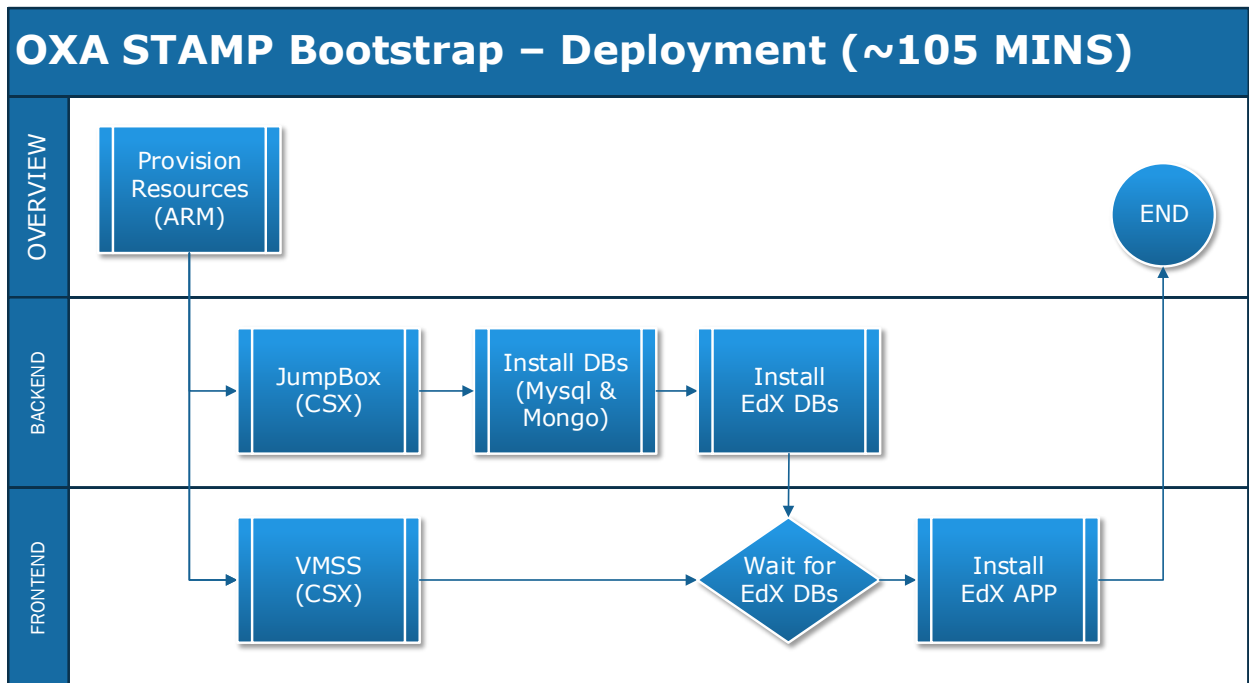 OXA STAMP Bootstrap – Deployment (~105 MINS)
OVERVIEW
Provision
Resources
(ARM)
END
BACKEND
JumpBox
(CSX)
Install DBs
(Mysql &
Mongo)
Install
EdX DBs
FRONTEND
VMSS
(CSX)
Wait for
EdX DBs
Install
EdX APP